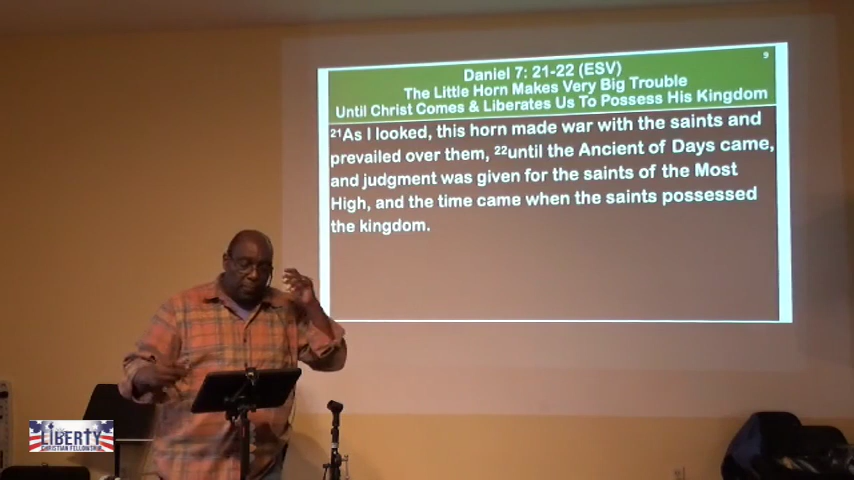 9
Daniel 7: 21-22 (ESV)
The Little Horn Makes Very Big Trouble
Until Christ Comes & Liberates Us To Possess His Kingdom
21As I looked, this horn made war with the saints and
prevailed over them, 22until the Ancient of Days came,
and judgment was given for the saints of the Most
High, and the time came when the saints possessed
the kingdom.
LIBERTY
CHRISTIAN FELLOWSHIP